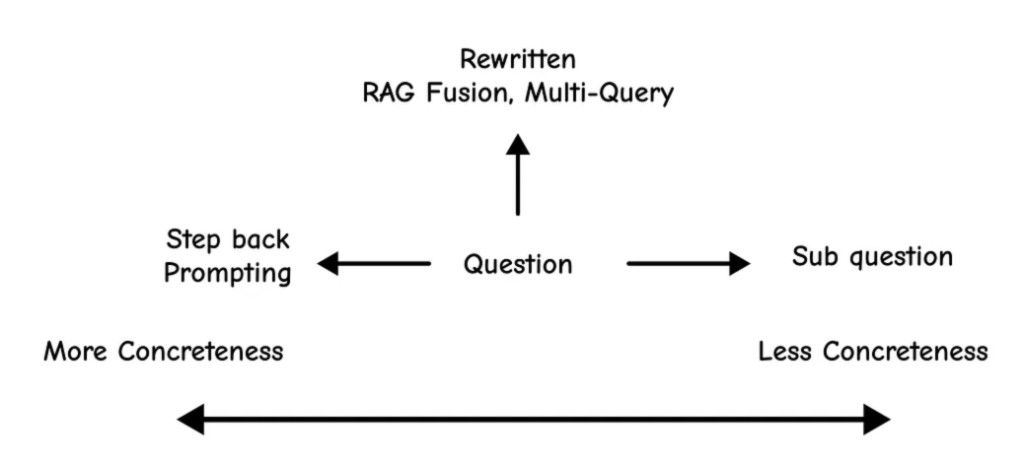 Rewritten
RAG Fusion, Multi-Query
Step back
Prompting
Question
Sub question
More Concreteness
Less Concreteness